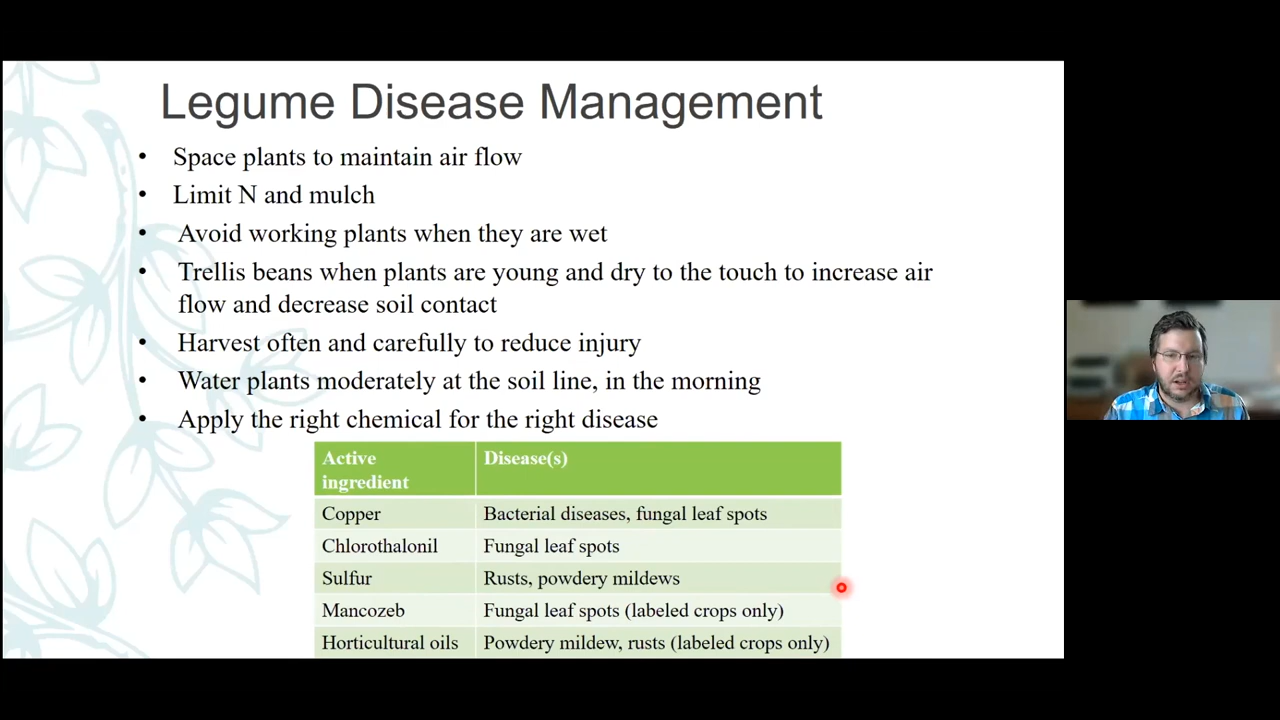 Legume Disease Management
• Space plants to maintain air flow
• Limit N and mulch
• Avoid working plants when they are wet
• Trellis beans when plants are young and dry to the touch to increase air
flow and decrease soil contact
• Harvest often and carefully to reduce injury
• Water plants moderately at the soil line, in the morning
• Apply the right chemical for the right disease
Active ingredient Disease(s)
Copper Bacterial diseases, fungal leaf spots
Chlorothalonil Fungal leaf spots
Sulfur Rusts, powdery mildews
Mancozeb Fungal leaf spots (labeled crops only)
Horticultural oils Powdery mildew, rusts (labeled crops only)